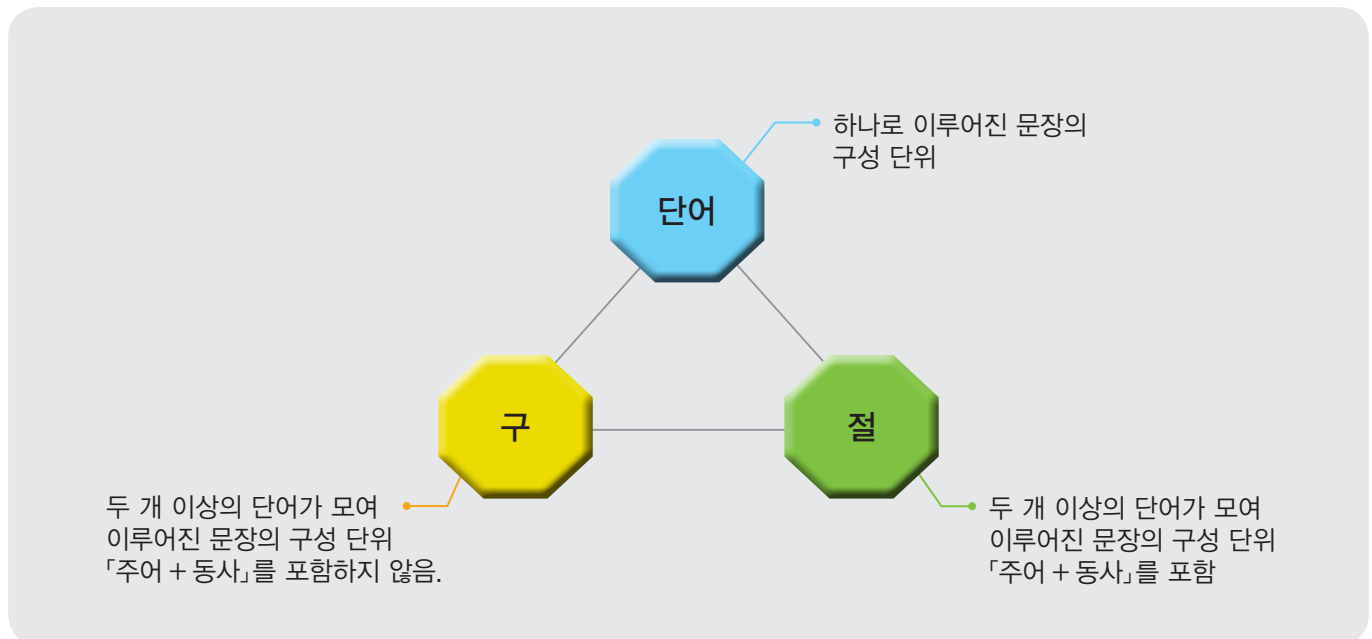 하나로 이루어진 문장의
구성 단위
단어
구
절
두 개 이상의 단어가 모여
이루어진 문장의 구성 단위
「주어 + 동사」를 포함하지 않음.
두 개 이상의 단어가 모여
이루어진 문장의 구성 단위
「주어 + 동사」를 포함